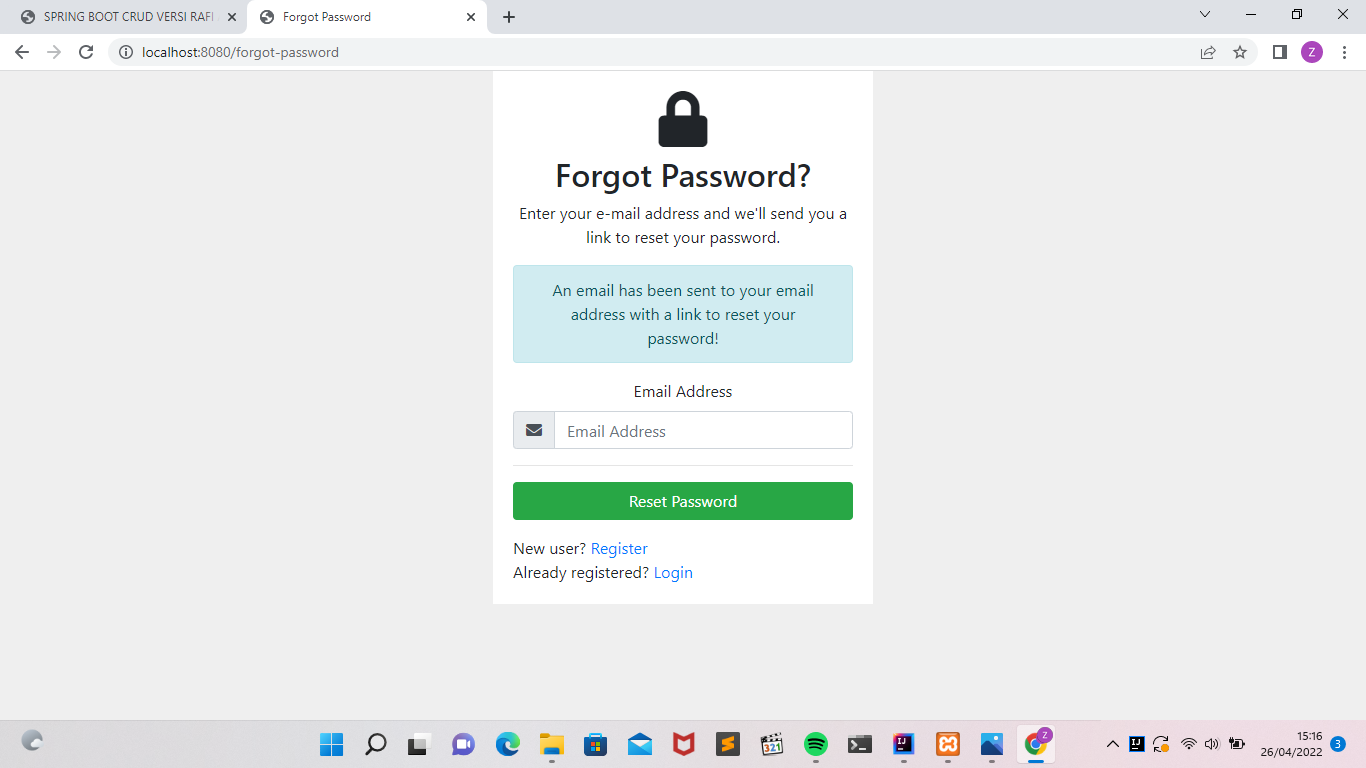 SPRING BOOT CRUD VERSI RAFI
Forgot Password
localhost:8080/forgot-password
Z
Forgot Password?
Enter your e-mail address and we'll send you a
link to reset your password.
An email has been sent to your email
address with a link to reset your
password!
Email Address
Email Address
Reset Password
New user? Register
Already registered? Login
321
IJ
Z
IJ
15:16
26/04/2022
3